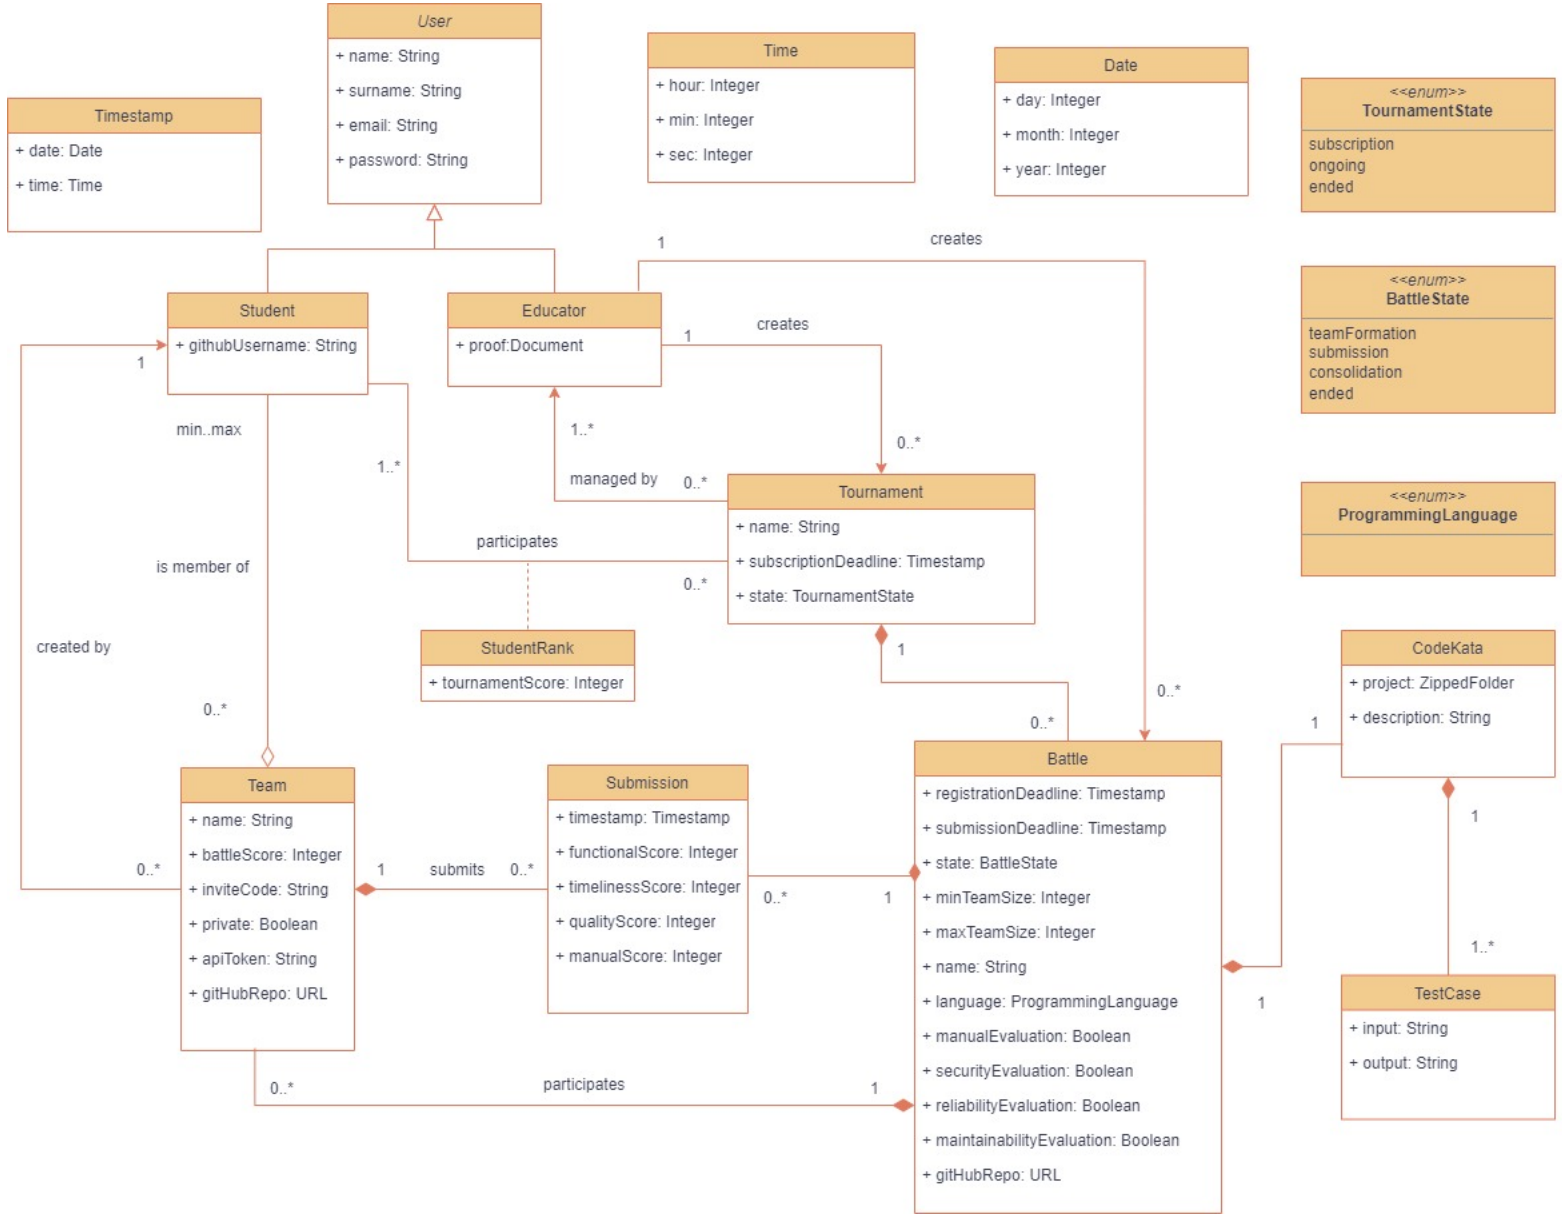 User
+ name: String
+ surname: String
+ email: String
+ password: String
Time
+ hour: Integer
+ min: Integer
+ sec: Integer
Date
+ day: Integer
+ month: Integer
+ year: Integer
<<enum>>
TournamentState
subscription
ongoing
ended
Timestamp
+ date: Date
+ time: Time
<<enum>>
BattleState
teamFormation
submission
consolidation
ended
1
creates
Student
+ githubUsername: String
Educator
+ proof:Document
1
creates
1
min..max
1..*
1..*
0..*
managed by
0..*
Tournament
+ name: String
+ subscriptionDeadline: Timestamp
+ state: TournamentState
<<enum>>
ProgrammingLanguage
participates
0..*
is member of
StudentRank
+ tournamentScore: Integer
created by
1
0..*
0..*
0..*
CodeKata
+ project: ZippedFolder
+ description: String
1
Team
+ name: String
+ battleScore: Integer
+ inviteCode: String
+ private: Boolean
+ apiToken: String
+ gitHubRepo: URL
0..*
1
submits
0..*
Submission
+ timestamp: Timestamp
+ functionalScore: Integer
+ timelinessScore: Integer
+ qualityScore: Integer
+ manualScore: Integer
0..*
1
Battle
+ registrationDeadline: Timestamp
+ submissionDeadline: Timestamp
+ state: BattleState
+ minTeamSize: Integer
+ maxTeamSize: Integer
+ name: String
+ language: ProgrammingLanguage
+ manualEvaluation: Boolean
+ securityEvaluation: Boolean
+ reliabilityEvaluation: Boolean
+ maintainabilityEvaluation: Boolean
+ gitHubRepo: URL
1
1
1..*
TestCase
+ input: String
+ output: String
0..*
participates
1